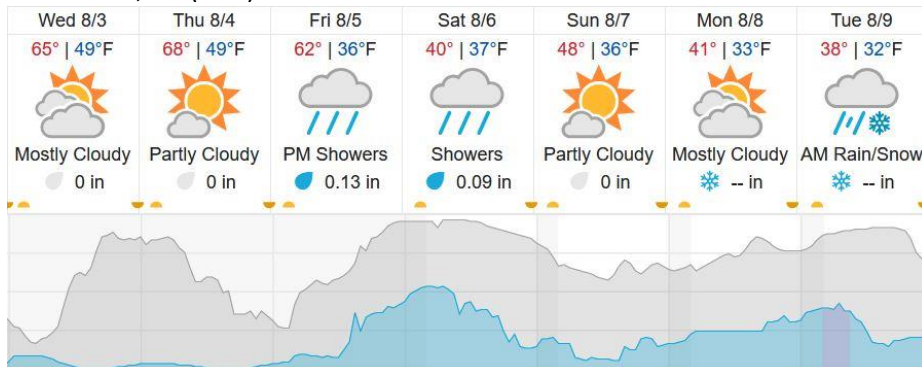 Wed 8/3 Thu 8/4 Fri 8/5 Sat 8/6 Sun 8/7 Mon 8/8 Tue 8/9
65° | 49°F 68° | 49°F 62° | 36°F 40° | 37°F 48° | 36°F 41° | 33°F 38° | 32°F
Mostly Cloudy Partly Cloudy PM Showers Showers Partly Cloudy Mostly Cloudy AM Rain/Snow
0 in 0 in 0.13 in 0.09 in 0 in -- in -- in